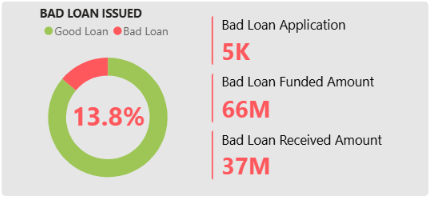 BAD LOAN ISSUED
Good Loan Bad Loan
13.8%
Bad Loan Application
5K
Bad Loan Funded Amount
66M
Bad Loan Received Amount
37M